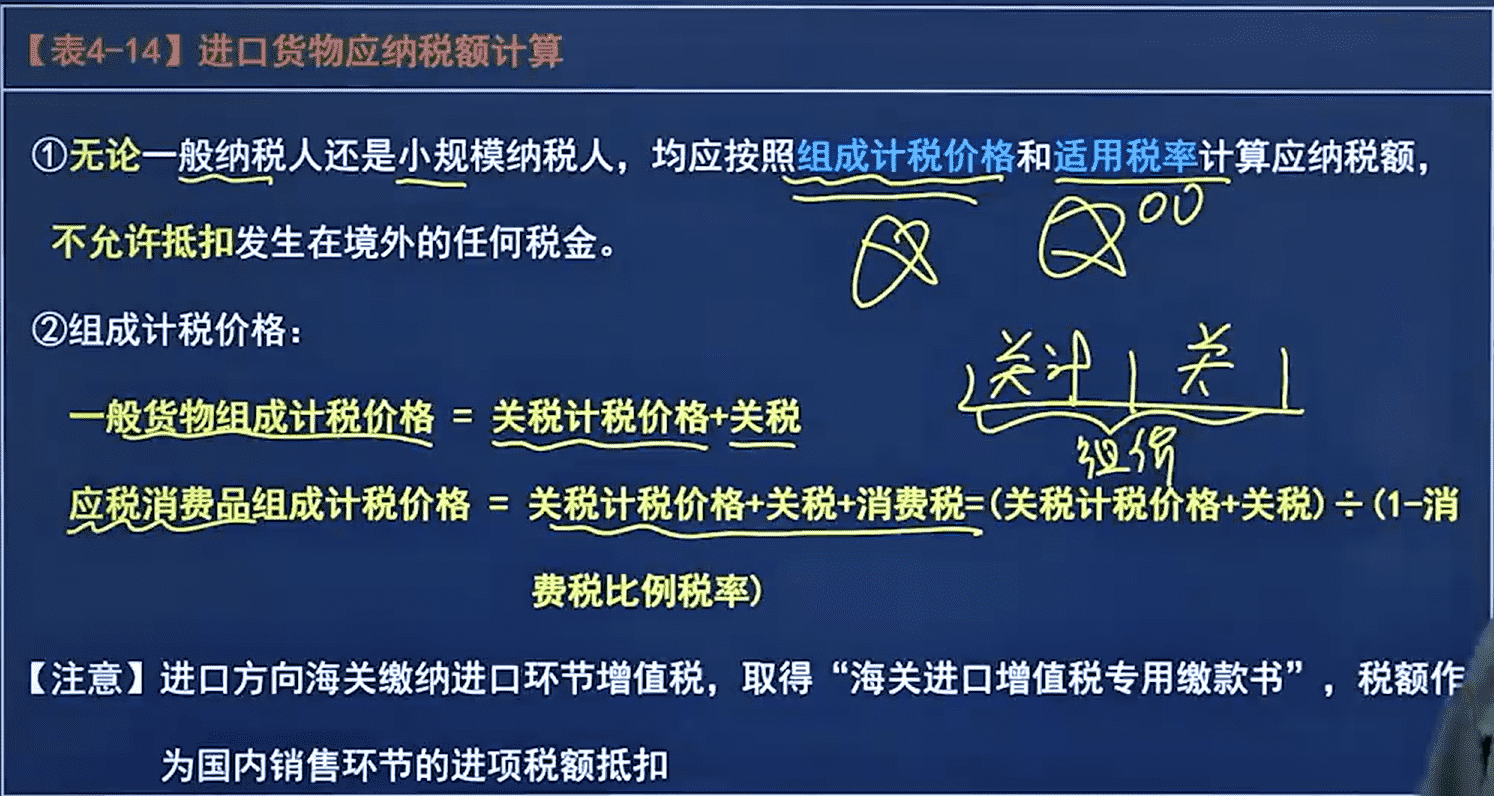 【表4-14】进口货物应纳税额计算
①无论一般纳税人还是小规模纳税人，均应按照组成计税价格和适用税率计算应纳税额，
不允许抵扣发生在境外的任何税金。
②组成计税价格：
关计 关
一般货物组成计税价格 = 关税计税价格+关税
组价
应税消费品组成计税价格 = 关税计税价格+关税+消费税=(关税计税价格+关税)÷(1-消
费税比例税率)
【注意】进口方向海关缴纳进口环节增值税，取得“海关进口增值税专用缴款书”，税额作
为国内销售环节的进项税额抵扣